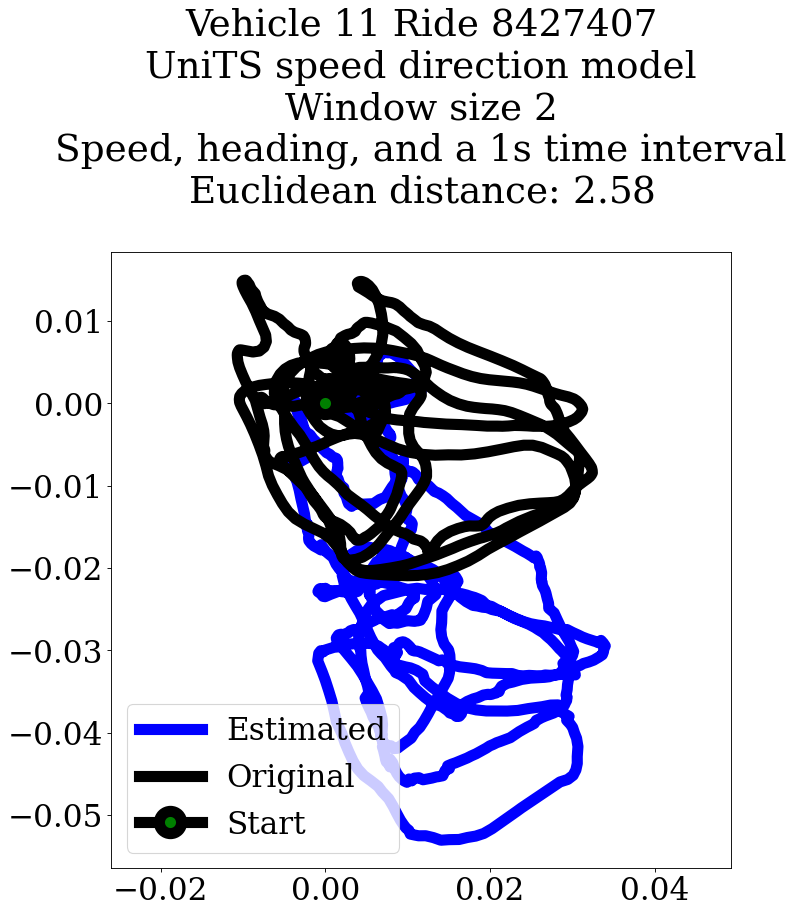 Vehicle 11 Ride 8427407
UniTS speed direction model
Window size 2
Speed, heading, and a 1s time interval
Euclidean distance: 2.58
0.01
0.00
−0.01
−0.02
−0.03
−0.04
−0.05
Estimated
Original
Start
−0.02 0.00 0.02 0.04